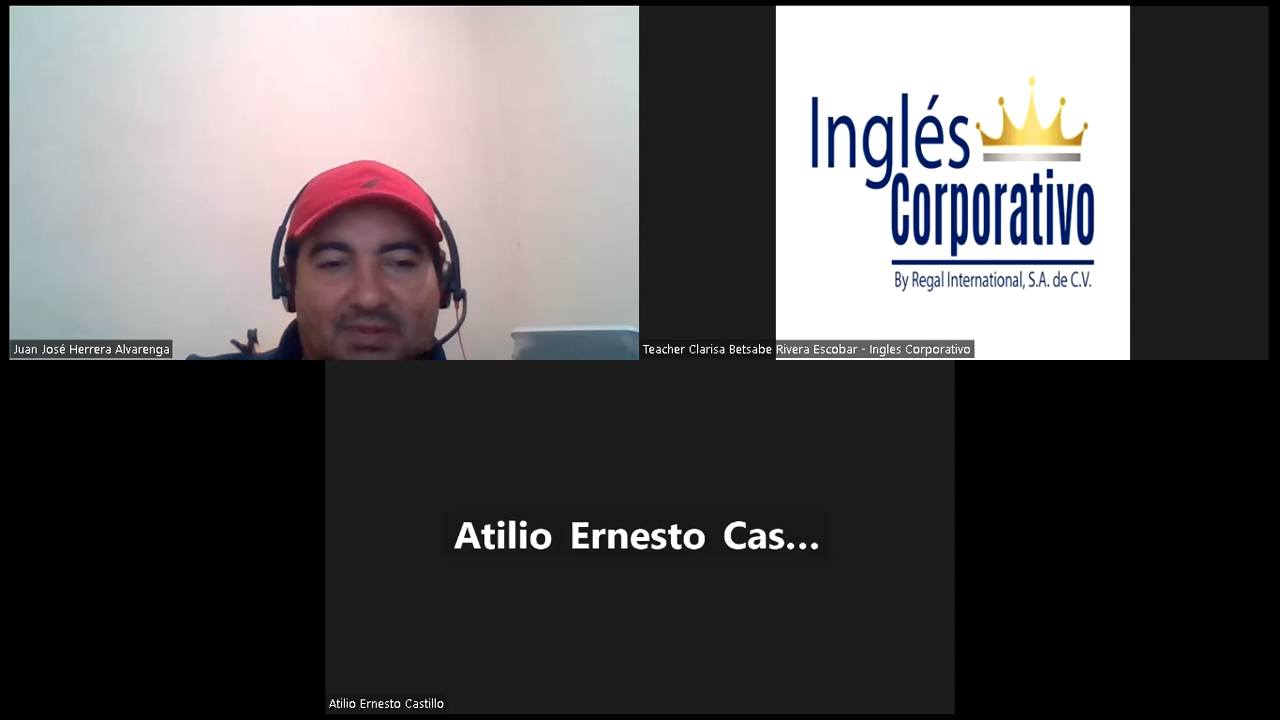 Inglés
Corporativo
By Regal International, S.A. de C.V.
Juan José Herrera Alvarenga
Teacher Clarisa Betsabe Rivera Escobar - Ingles Corporativo
Atilio Ernesto Cas...
Atilio Ernesto Castillo